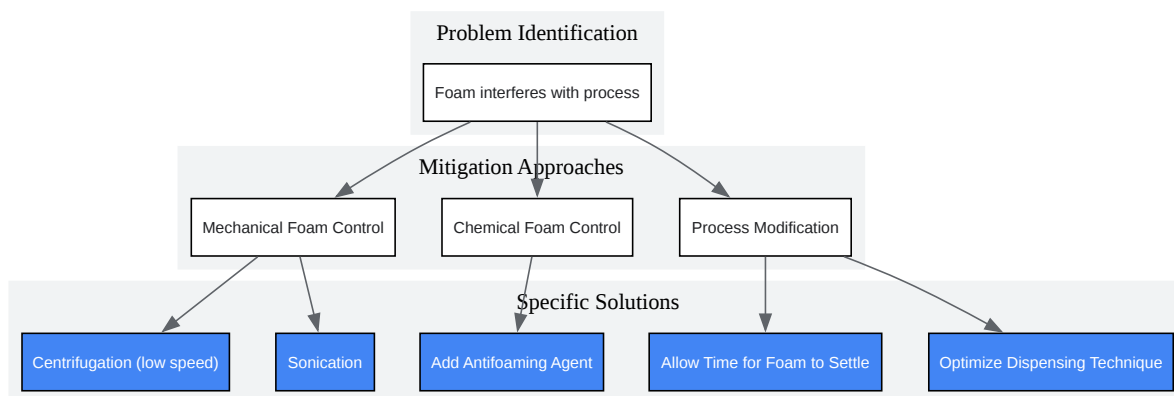 Problem Identification
Foam interferes with process
Mitigation Approaches
Mechanical Foam Control
Chemical Foam Control
Process Modification
Specific Solutions
Centrifugation (low speed)
Sonication
Add Antifoaming Agent
Allow Time for Foam to Settle
Optimize Dispensing Technique